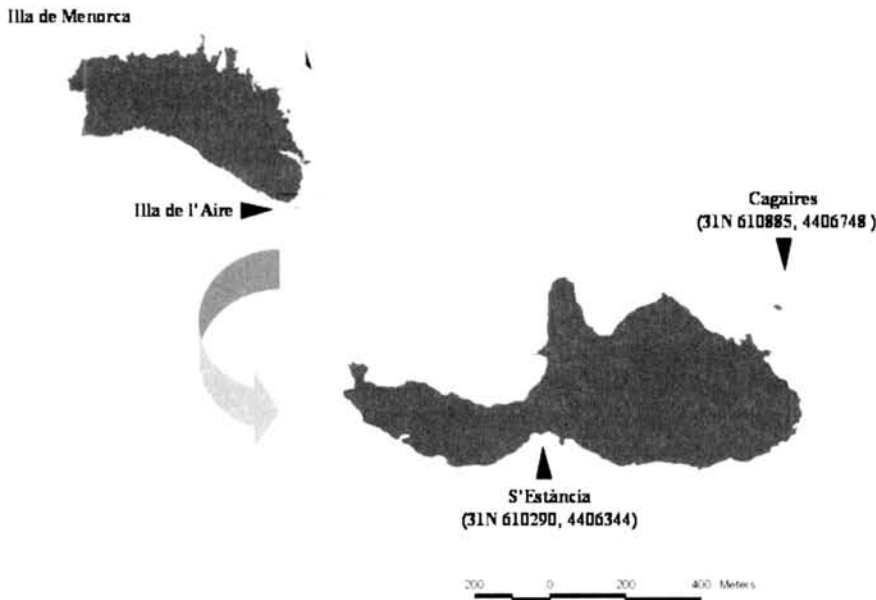 Illa de Menorca
Illa de l'Aire
Cagaires
(31N 610885, 4406748 )
S'Estància
(31N 610290, 4406344)
200 0 200 400 Meters